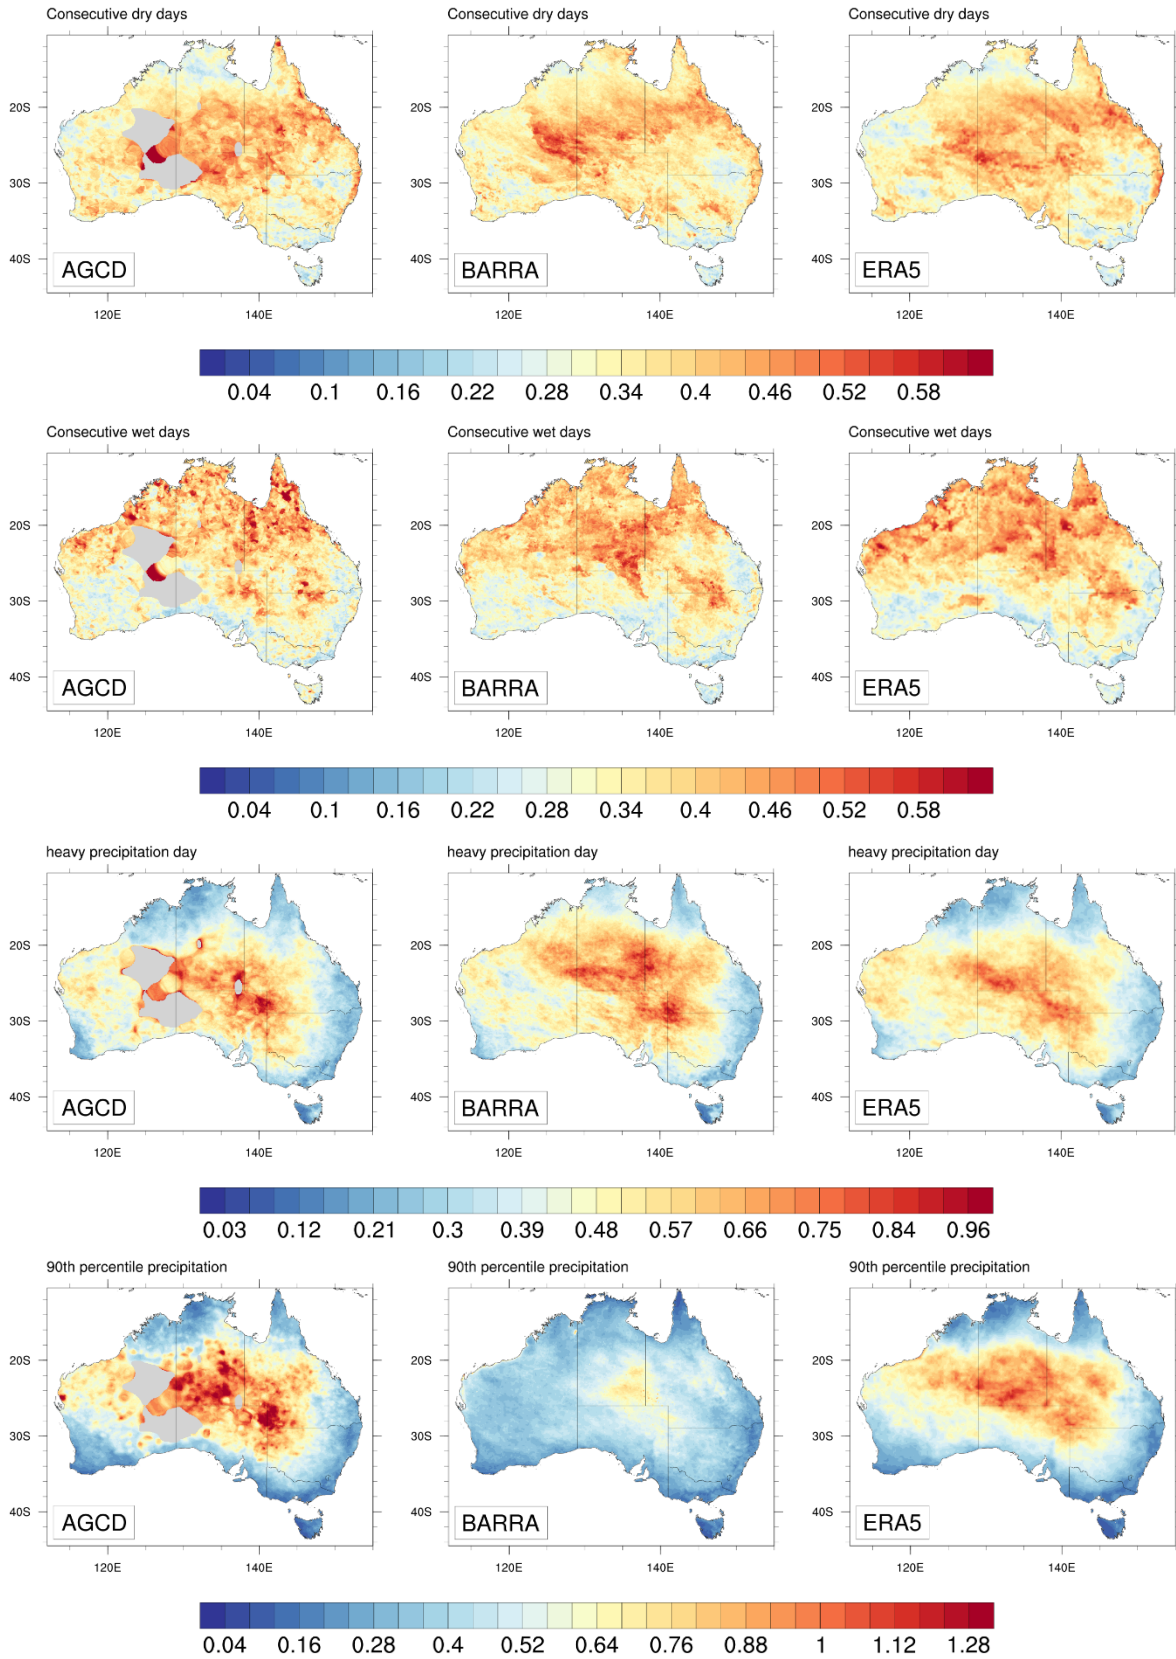 Consecutive dry days Consecutive dry days Consecutive dry days
20S 20S 20S
30S 30S 30S
40S 40S 40S
AGCD BARRA ERA5
120E 140E 120E 140E 120E 140E
0.04 0.1 0.16 0.22 0.28 0.34 0.4 0.46 0.52 0.58
Consecutive wet days Consecutive wet days Consecutive wet days
20S 20S 20S
30S 30S 30S
40S 40S 40S
AGCD BARRA ERA5
120E 140E 120E 140E 120E 140E
0.04 0.1 0.16 0.22 0.28 0.34 0.4 0.46 0.52 0.58
heavy precipitation day heavy precipitation day heavy precipitation day
20S 20S 20S
30S 30S 30S
40S 40S 40S
AGCD BARRA ERA5
120E 140E 120E 140E 120E 140E
0.03 0.12 0.21 0.3 0.39 0.48 0.57 0.66 0.75 0.84 0.96
90th percentile precipitation 90th percentile precipitation 90th percentile precipitation
20S 20S 20S
30S 30S 30S
40S 40S 40S
AGCD BARRA ERA5
120E 140E 120E 140E 120E 140E
0.04 0.16 0.28 0.4 0.52 0.64 0.76 0.88 1 1.12 1.28